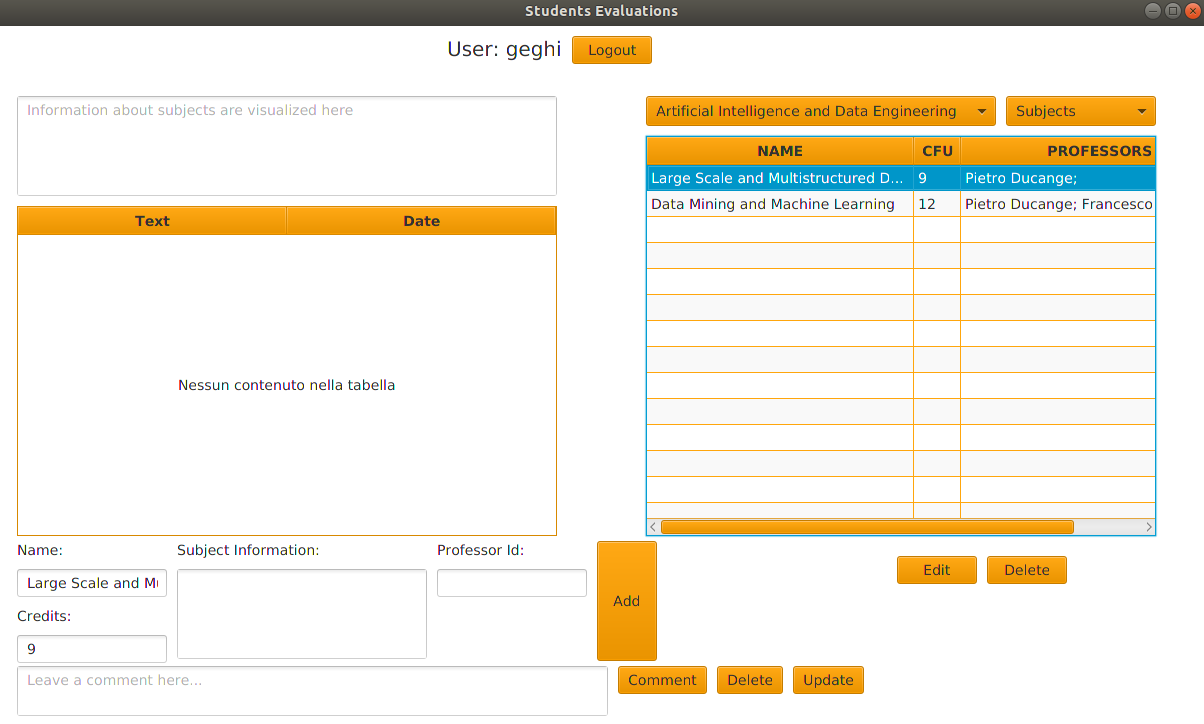 Students Evaluations
User: geghi
Logout
Information about subjects are visualized here
Artificial Intelligence and Data Engineering
Subjects
Text
Date
Nessun contenuto nella tabella
NAME
CFU
PROFESSORS
Large Scale and Multistructured D...
9
Pietro Ducange;
Data Mining and Machine Learning
12
Pietro Ducange; Francesco
Name:
Subject Information:
Professor Id:
Large Scale and Mu
Credits:
9
Add
Edit
Delete
Leave a comment here...
Comment
Delete
Update